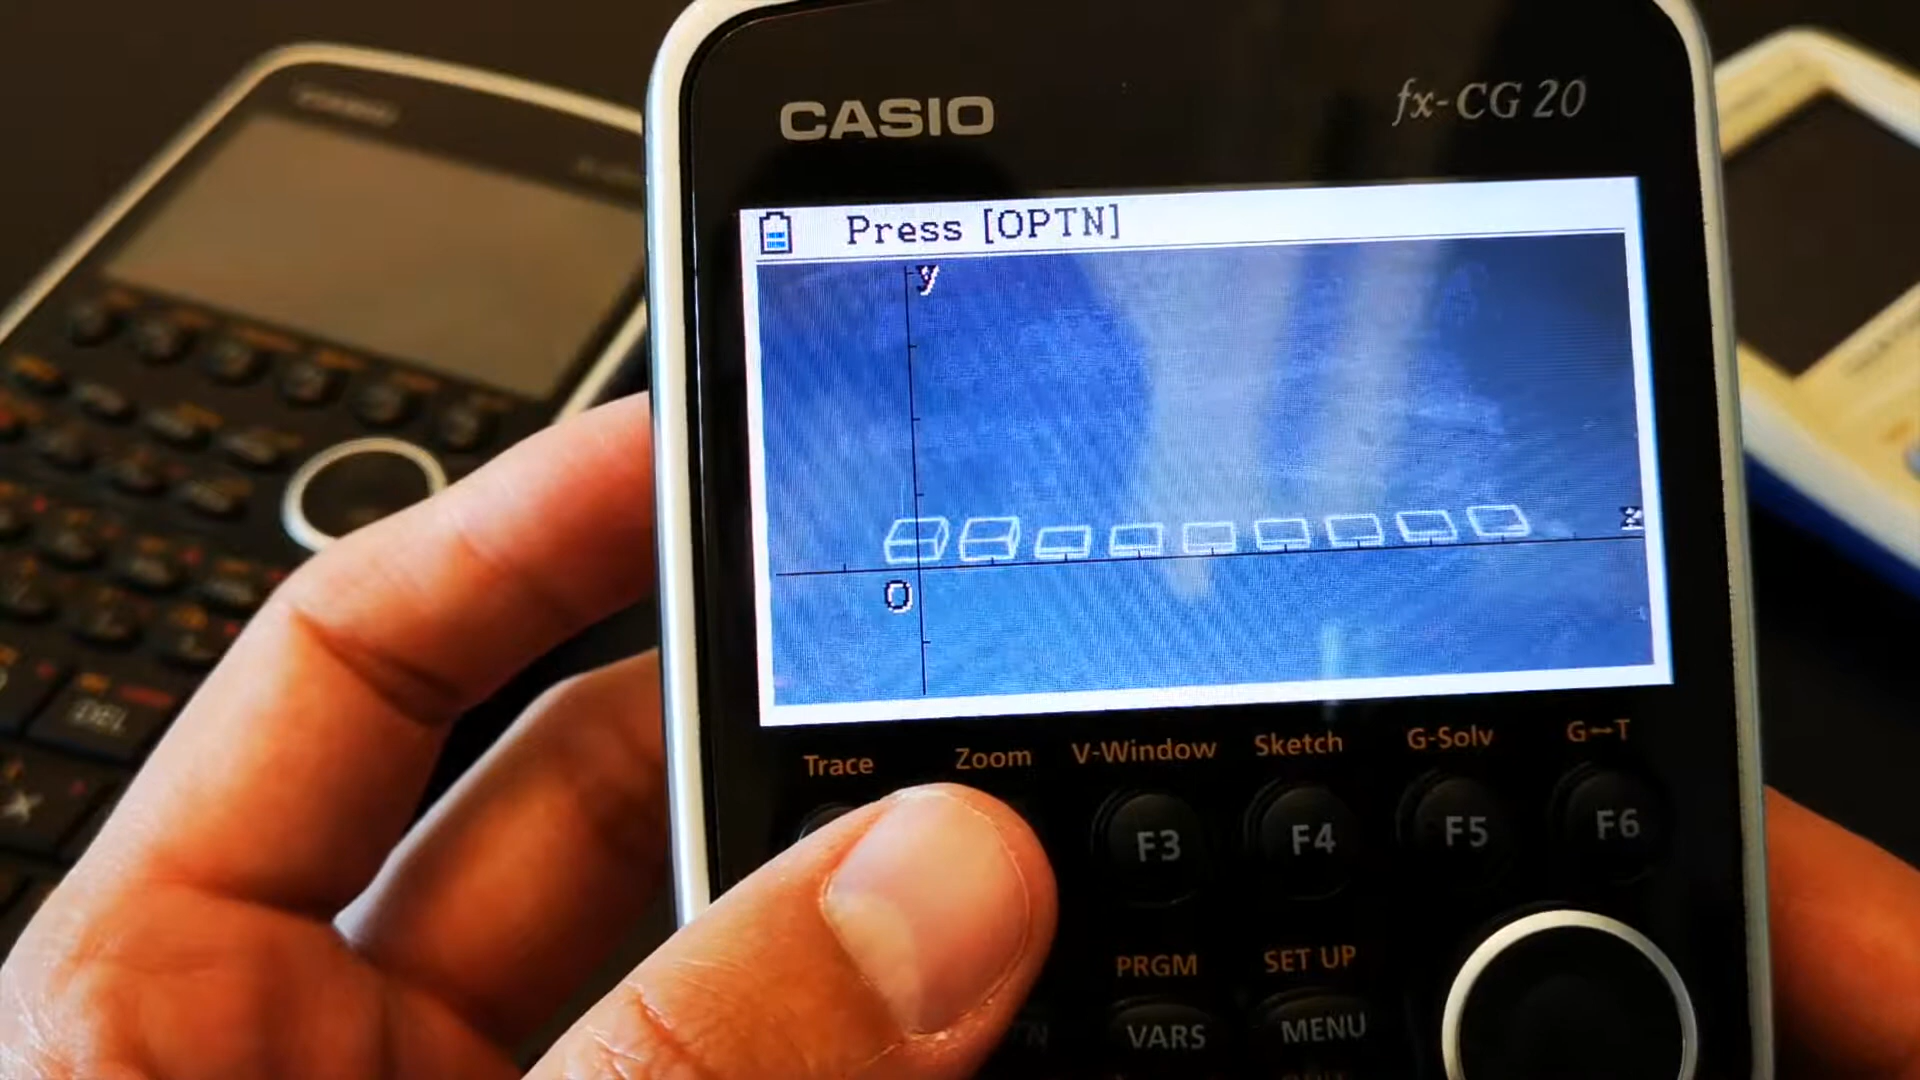 CASIO
fx-CG 20
Press [OPTN]
y
x
O
Trace Zoom V-Window Sketch G-Solv G↔T
F3 F4 F5 F6
PRGM SET UP
VARS MENU
DEL